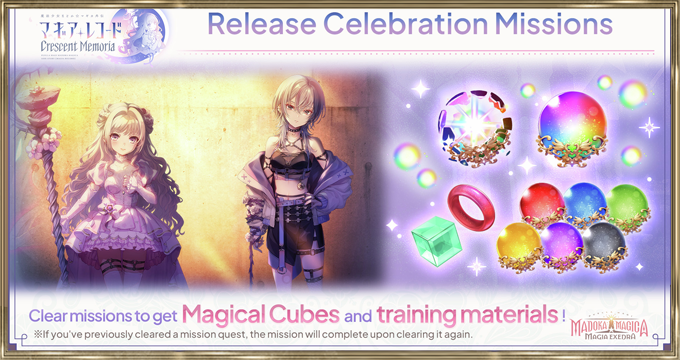 マギアレコード
Crescent Memoria
Release Celebration Missions
Clear missions to get Magical Cubes and training materials!
※If you've previously cleared a mission quest, the mission will complete upon clearing it again.
MADOKA MAGICA
MAGIA EXEDRA